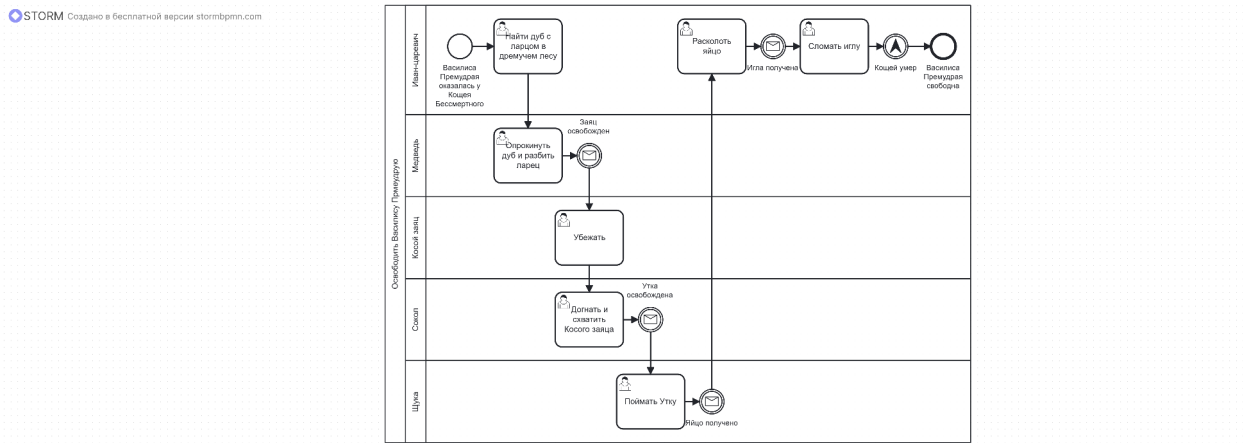 STORM Создано в бесплатной версии stormbpmn.com
Освободить Василису Прмеудрую
Иван-царевич
Василиса
Премудрая
оказалась у
Кощея
Бессмертного
Найти дуб с
ларцом в
дремучем лесу
Расколоть
яйцо
Игла получена
Сломать иглу
Кощей умер
Василиса
Премудрая
свободна
Медведь
Опрокинуть
дуб и разбить
ларец
Заяц
освобожден
Косой заяц
Убежать
Сокол
Догнать и
схватить
Косого заяца
Утка
освобождена
Щука
Поймать Утку
Яйцо получено